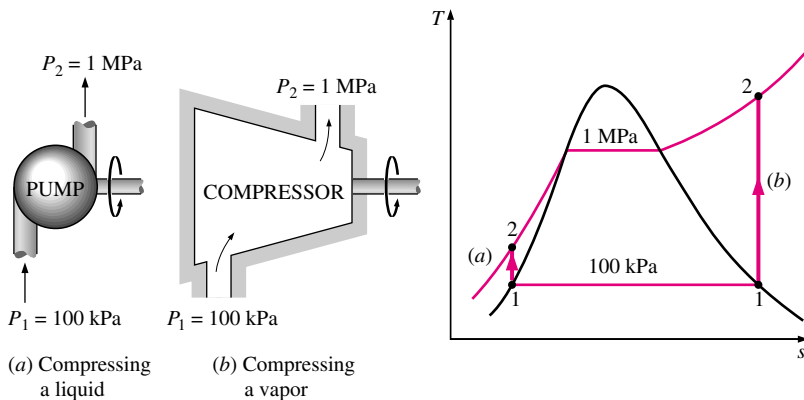 P₂ = 1 MPa
PUMP
P₁ = 100 kPa
(a) Compressing
a liquid
P₂ = 1 MPa
COMPRESSOR
P₁ = 100 kPa
(b) Compressing
a vapor
T
2
1 MPa
(b)
2
(a)
100 kPa
1
1
s